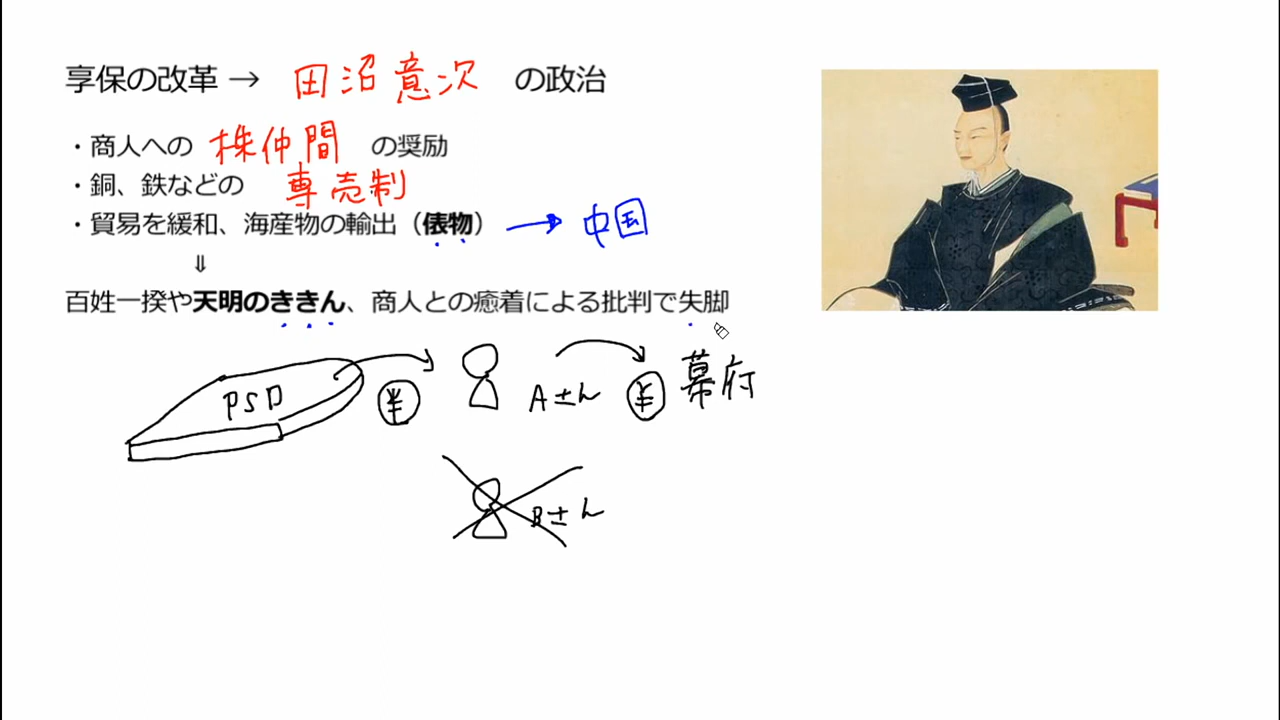 享保の改革 → 田沼意次 の政治
・商人への 株仲間 の奨励
・銅、鉄などの 専売制
・貿易を緩和、海産物の輸出（俵物） → 中国
⇓
百姓一揆や天明のききん、商人との癒着による批判で失脚
PSD ¥ Aさん ¥ 幕府
Bさん